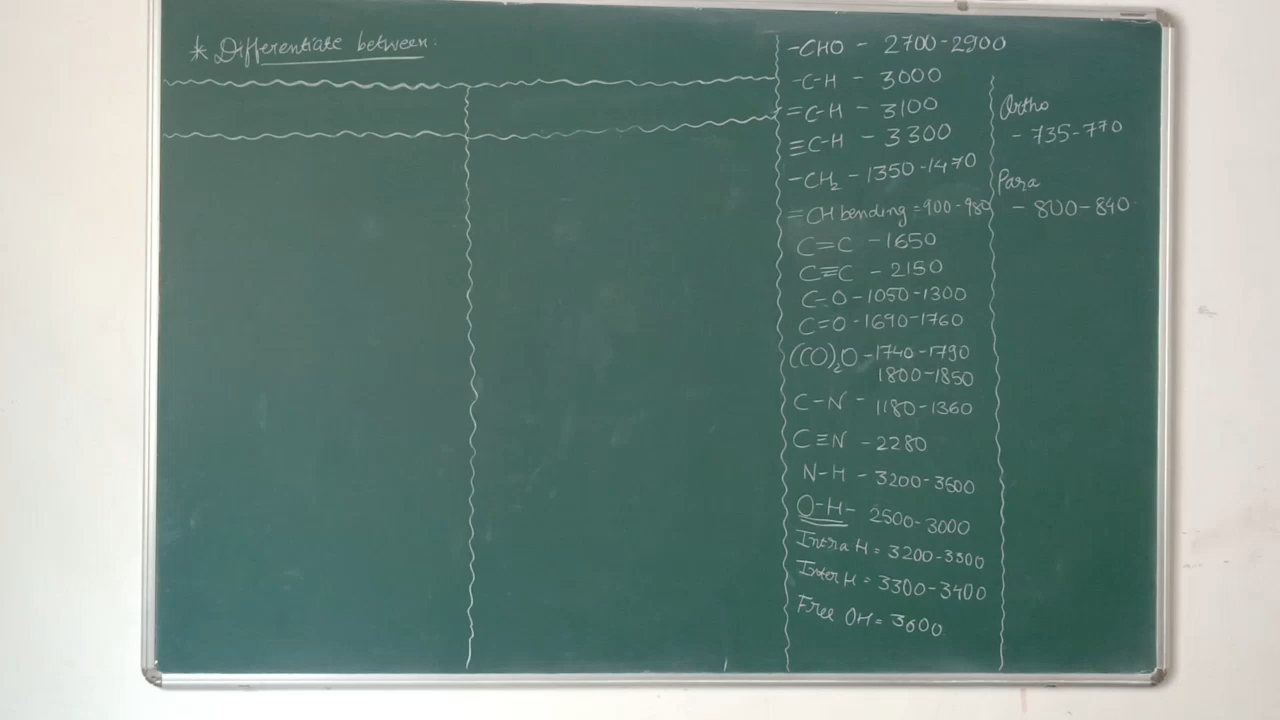 * Differentiate between:
-CHO - 2700-2900
-C-H - 3000
=C-H - 3100
≡C-H - 3300
-CH₂ - 1350-1470
=CH bending = 900-980
C=C - 1650
C≡C - 2150
C-O - 1050-1300
C=O - 1690-1760
(CO)₂O - 1740-1790
1800-1850
C-N - 1180-1360
C≡N - 2280
N-H - 3200-3500
O-H - 2500-3000
Intra H = 3200-3300
Inter H = 3300-3400
Free OH = 3600
Ortho
- 735-770
Para
- 800-840